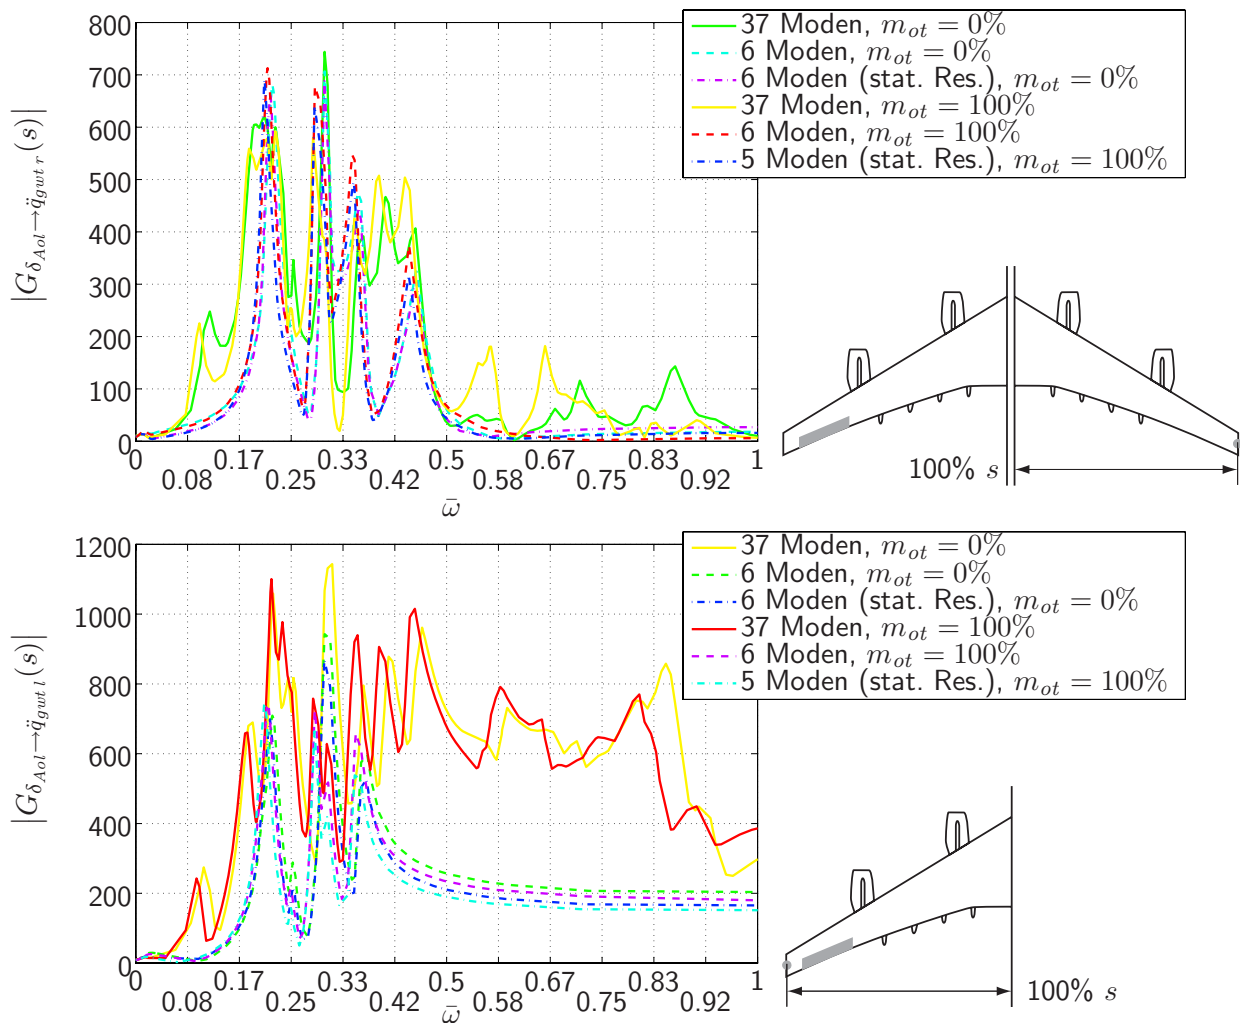 |G_{δ_{Aol}→q̈_{gwt r}}(s)|
800
700
600
500
400
300
200
100
0
0 0.17 0.33 0.5 0.67 0.83 1
0.08 0.25 0.42 0.58 0.75 0.92
ω̄
37 Moden, m_{ot} = 0%
6 Moden, m_{ot} = 0%
6 Moden (stat. Res.), m_{ot} = 0%
37 Moden, m_{ot} = 100%
6 Moden, m_{ot} = 100%
5 Moden (stat. Res.), m_{ot} = 100%
100% s
|G_{δ_{Aol}→q̈_{gwt l}}(s)|
1200
1000
800
600
400
200
0
0 0.17 0.33 0.5 0.67 0.83 1
0.08 0.25 0.42 0.58 0.75 0.92
ω̄
37 Moden, m_{ot} = 0%
6 Moden, m_{ot} = 0%
6 Moden (stat. Res.), m_{ot} = 0%
37 Moden, m_{ot} = 100%
6 Moden, m_{ot} = 100%
5 Moden (stat. Res.), m_{ot} = 100%
100% s